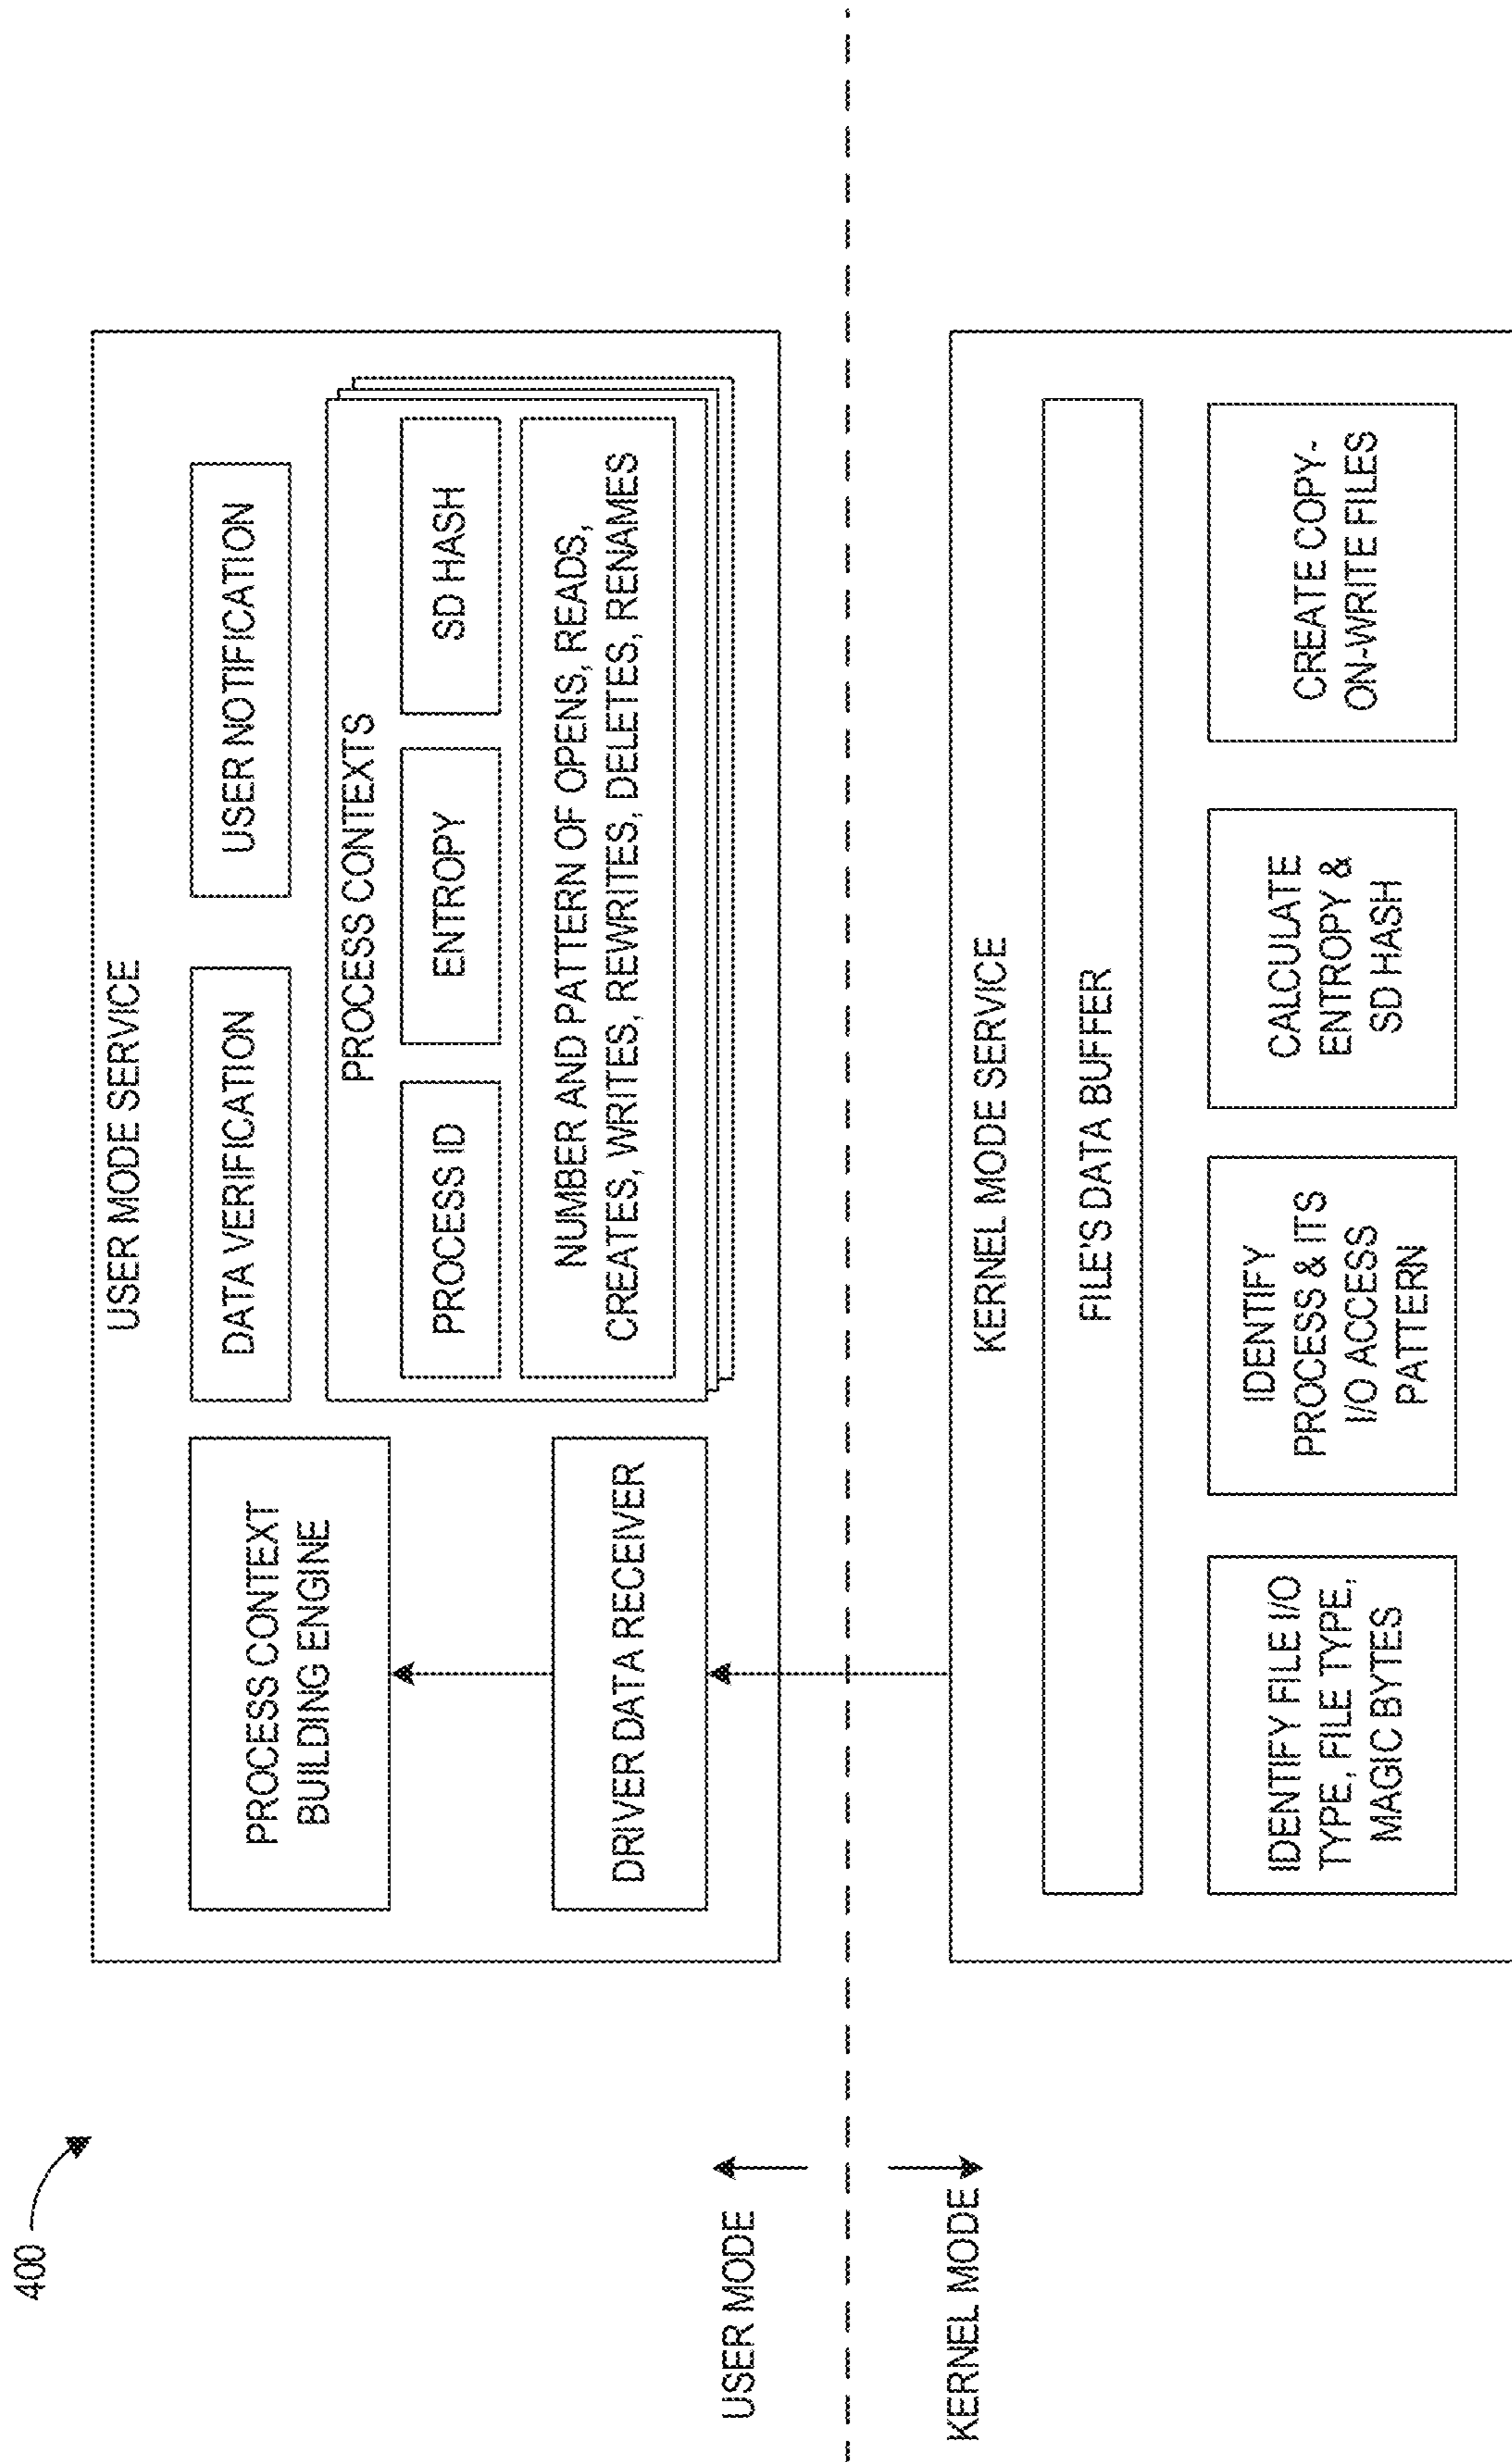 400
USER MODE SERVICE
PROCESS CONTEXT
BUILDING ENGINE
DATA VERIFICATION
USER NOTIFICATION
PROCESS CONTEXTS
PROCESS ID
ENTROPY
SD HASH
NUMBER AND PATTERN OF OPENS, READS,
CREATES, WRITES, REWRITES, DELETES, RENAMES
DRIVER DATA RECEIVER
USER MODE
KERNEL MODE
KERNEL MODE SERVICE
FILE'S DATA BUFFER
IDENTIFY FILE I/O
TYPE, FILE TYPE,
MAGIC BYTES
IDENTIFY
PROCESS & ITS
I/O ACCESS
PATTERN
CALCULATE
ENTROPY &
SD HASH
CREATE COPY-
ON-WRITE FILES